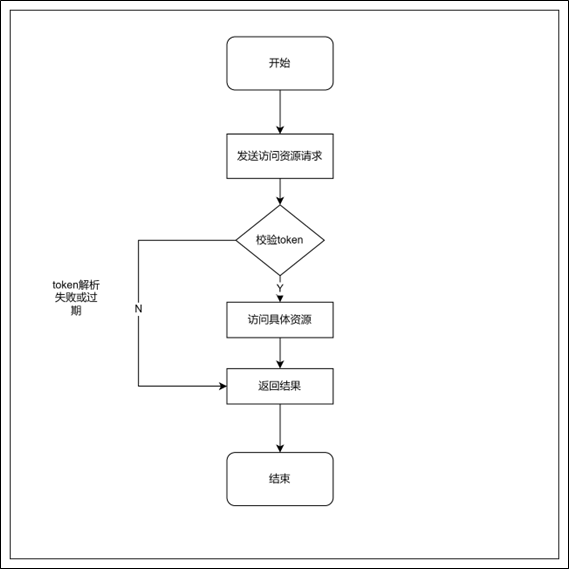 开始
发送访问资源请求
校验token
token解析
失败或过
期
N
Y
访问具体资源
返回结果
结束